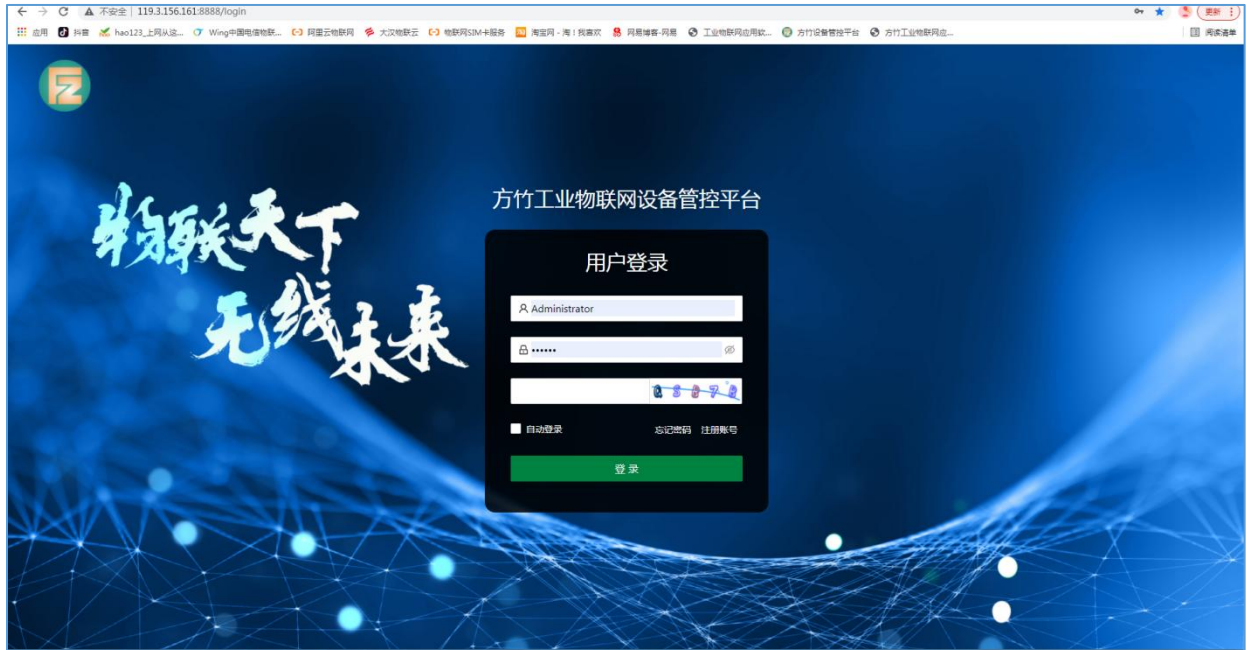 不安全 | 119.3.156.161:8888/login
更新
应用 抖音 hao123_上网从这... Wing中国电信物联... 阿里云物联网 大汉物联云 物联网SIM卡服务 淘宝网 - 淘！我喜欢 网易博客-网易 工业物联网应用软... 方竹设备管控平台 方竹工业物联网应... 阅读清单
物联天下
无线未来
方竹工业物联网设备管控平台
用户登录
Administrator
••••••
自动登录 忘记密码 注册账号
登 录